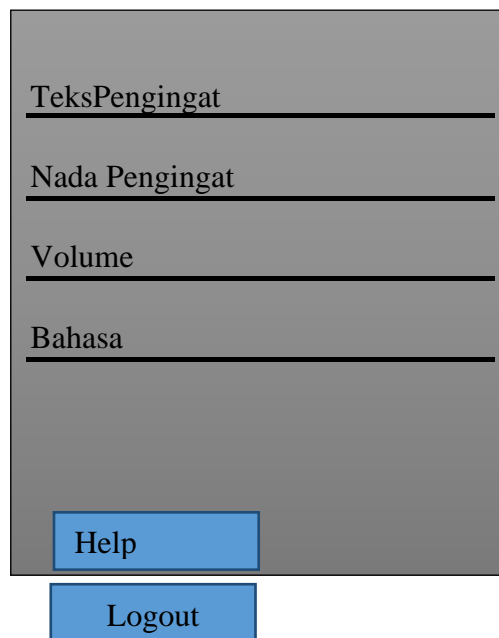 TeksPengingat
Nada Pengingat
Volume
Bahasa
Help
Logout